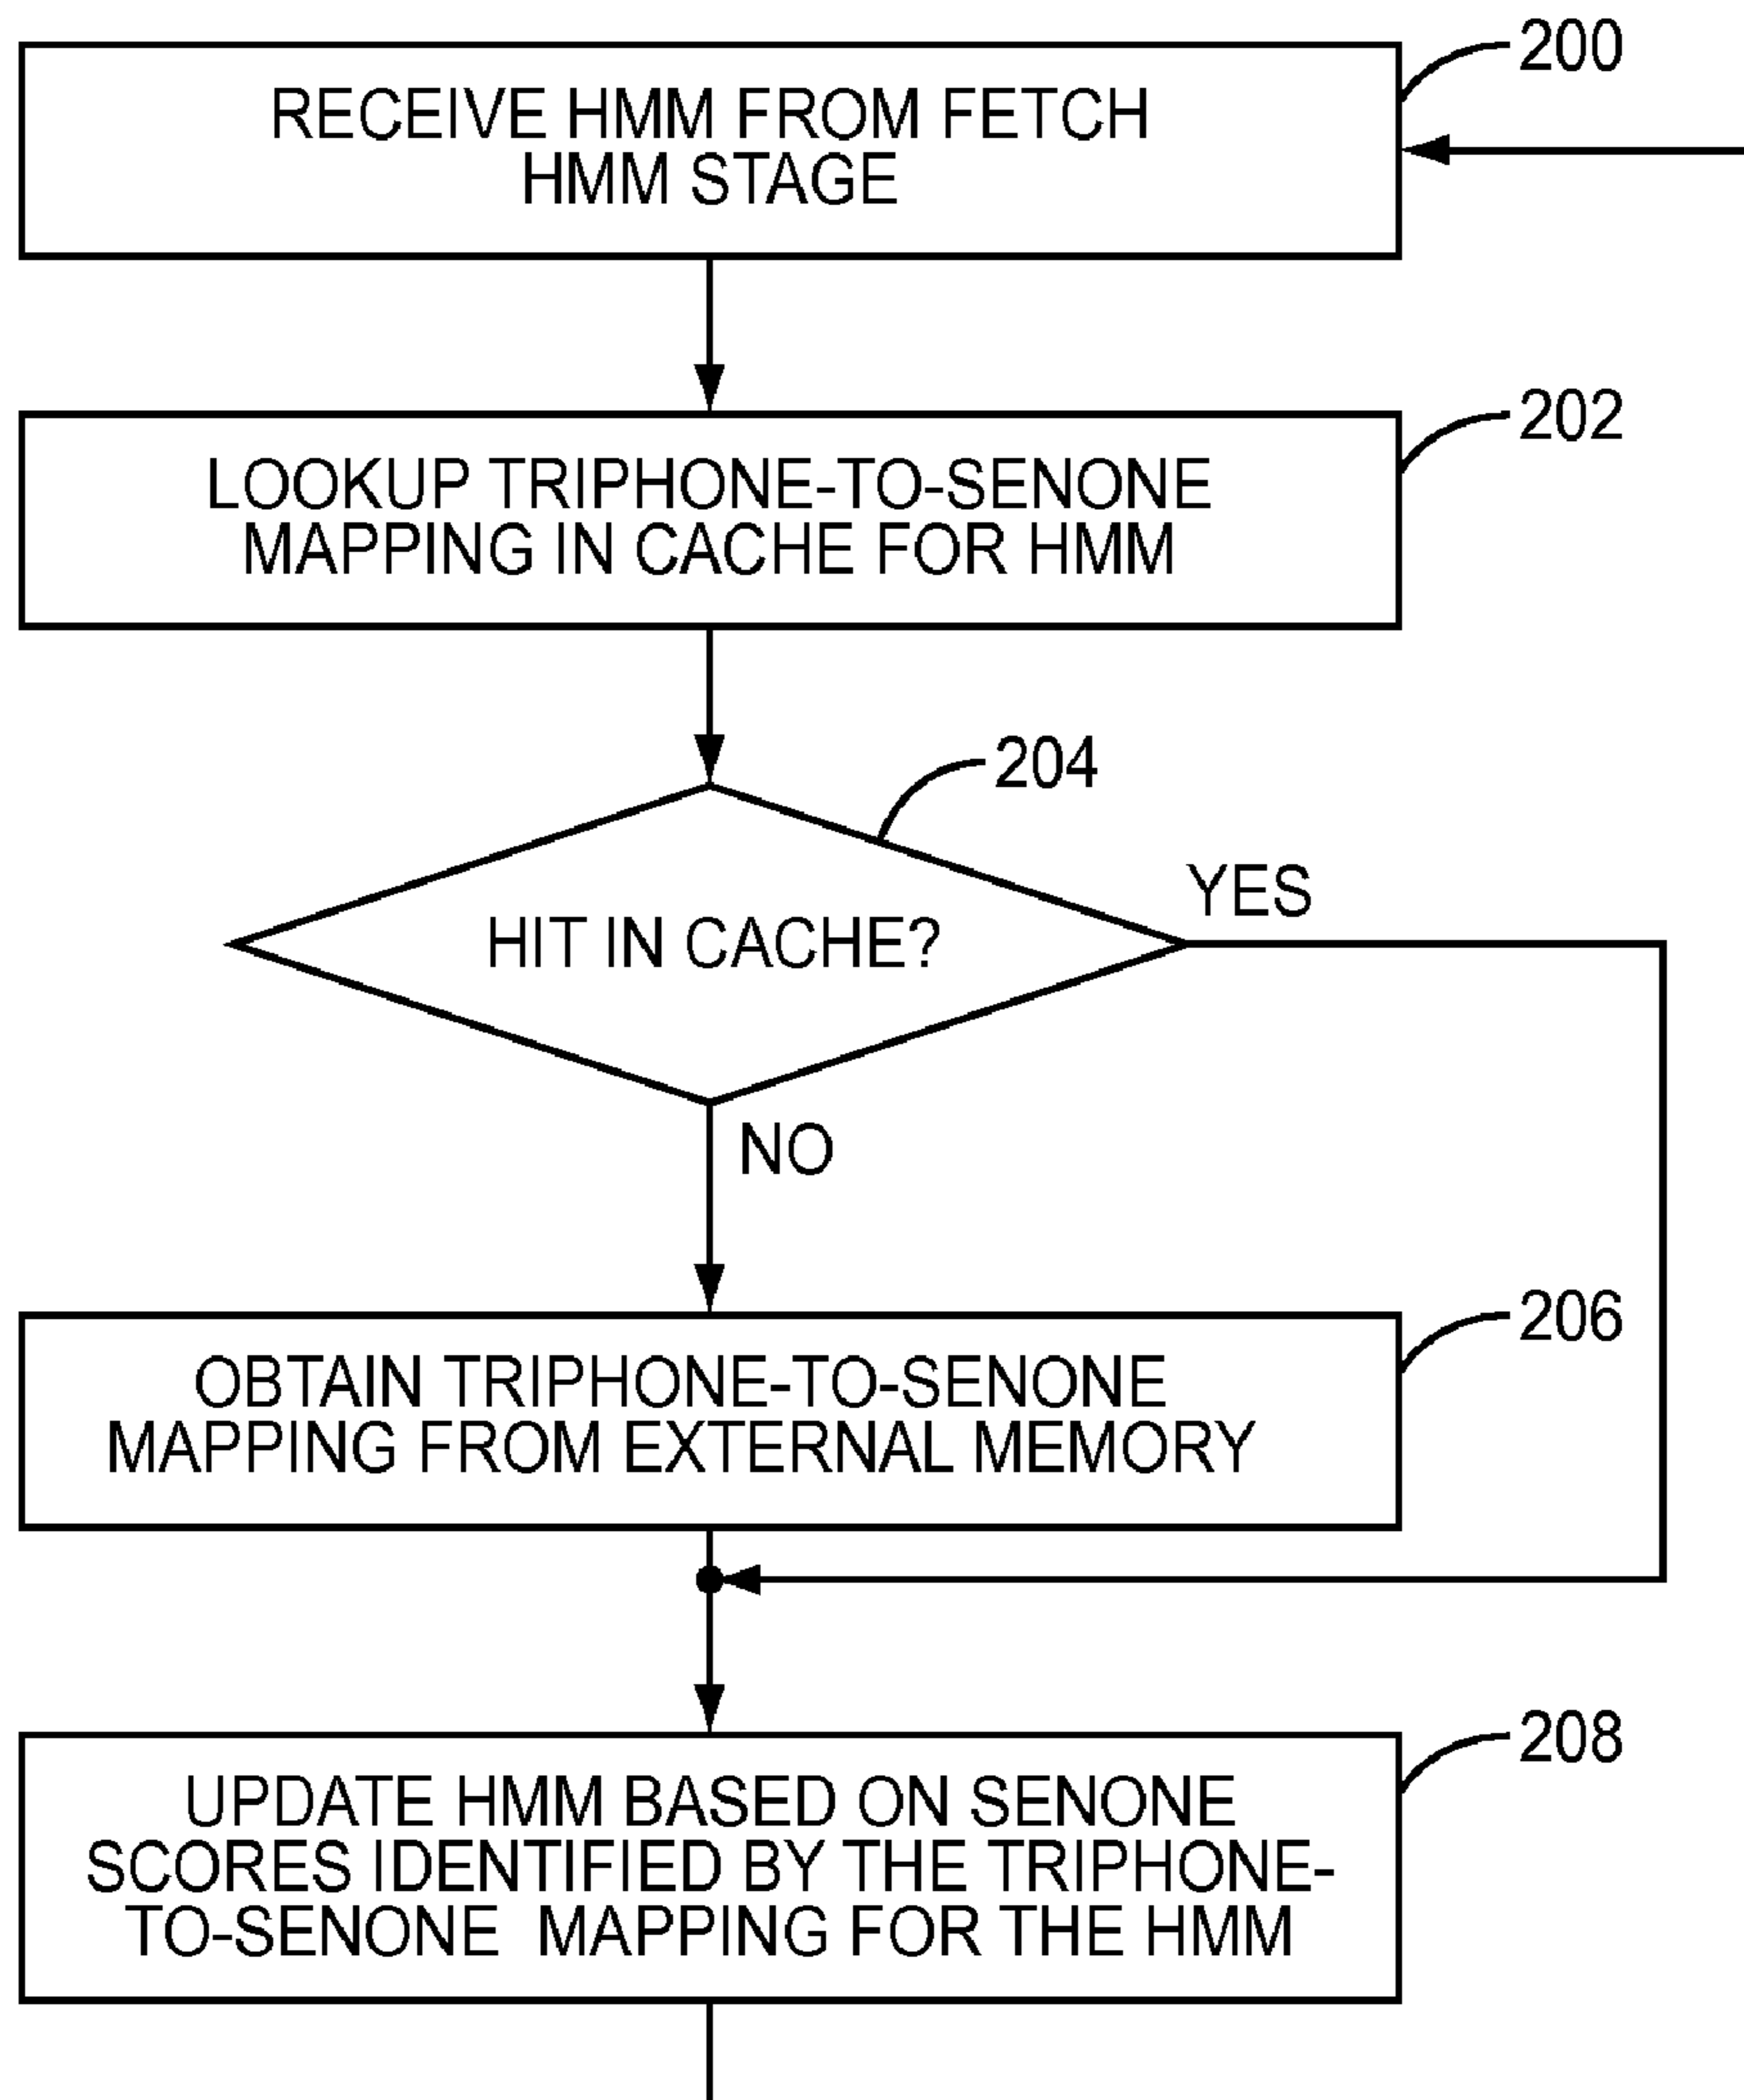 200
RECEIVE HMM FROM FETCH
HMM STAGE
202
LOOKUP TRIPHONE-TO-SENONE
MAPPING IN CACHE FOR HMM
204
YES
HIT IN CACHE?
NO
206
OBTAIN TRIPHONE-TO-SENONE
MAPPING FROM EXTERNAL MEMORY
208
UPDATE HMM BASED ON SENONE
SCORES IDENTIFIED BY THE TRIPHONE-
TO-SENONE MAPPING FOR THE HMM